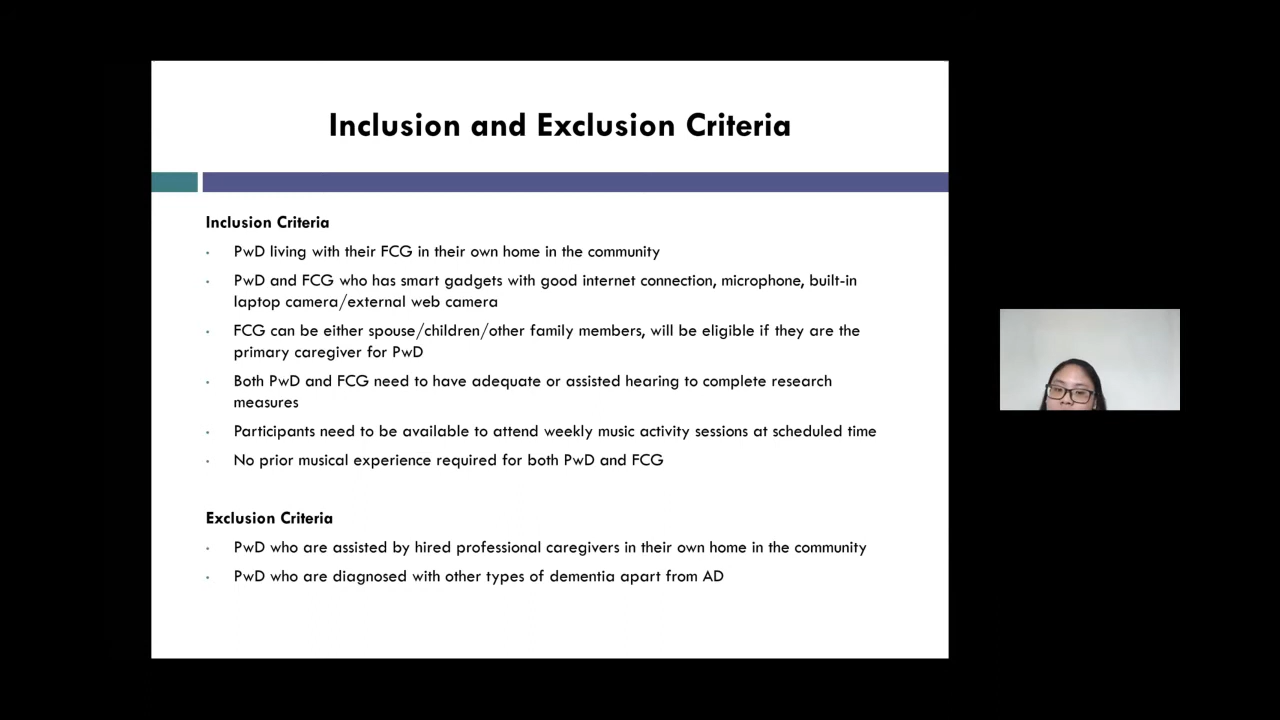 Inclusion and Exclusion Criteria
Inclusion Criteria
· PwD living with their FCG in their own home in the community
· PwD and FCG who has smart gadgets with good internet connection, microphone, built-in
laptop camera/external web camera
· FCG can be either spouse/children/other family members, will be eligible if they are the
primary caregiver for PwD
· Both PwD and FCG need to have adequate or assisted hearing to complete research
measures
· Participants need to be available to attend weekly music activity sessions at scheduled time
· No prior musical experience required for both PwD and FCG
Exclusion Criteria
· PwD who are assisted by hired professional caregivers in their own home in the community
· PwD who are diagnosed with other types of dementia apart from AD